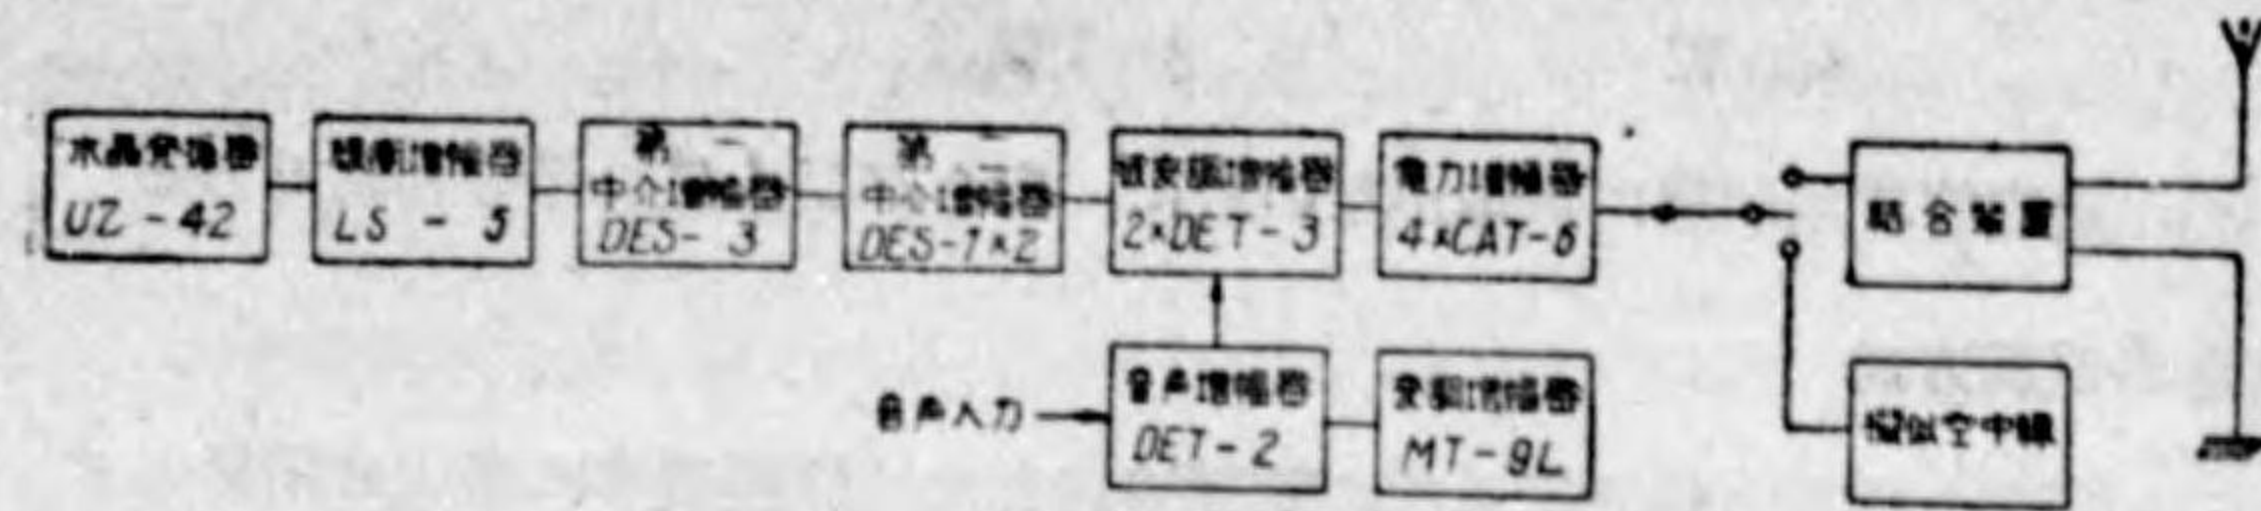 水晶発振器
UZ-42
緩衝増幅器
LS-5
第一
中介増幅器
DES-3
第二
中介増幅器
DES-1×2
被変調増幅器
2×DET-3
電力増幅器
4×CAT-6
結合装置
音声入力
音声増幅器
DET-2
変調増幅器
MT-9L
擬似空中線